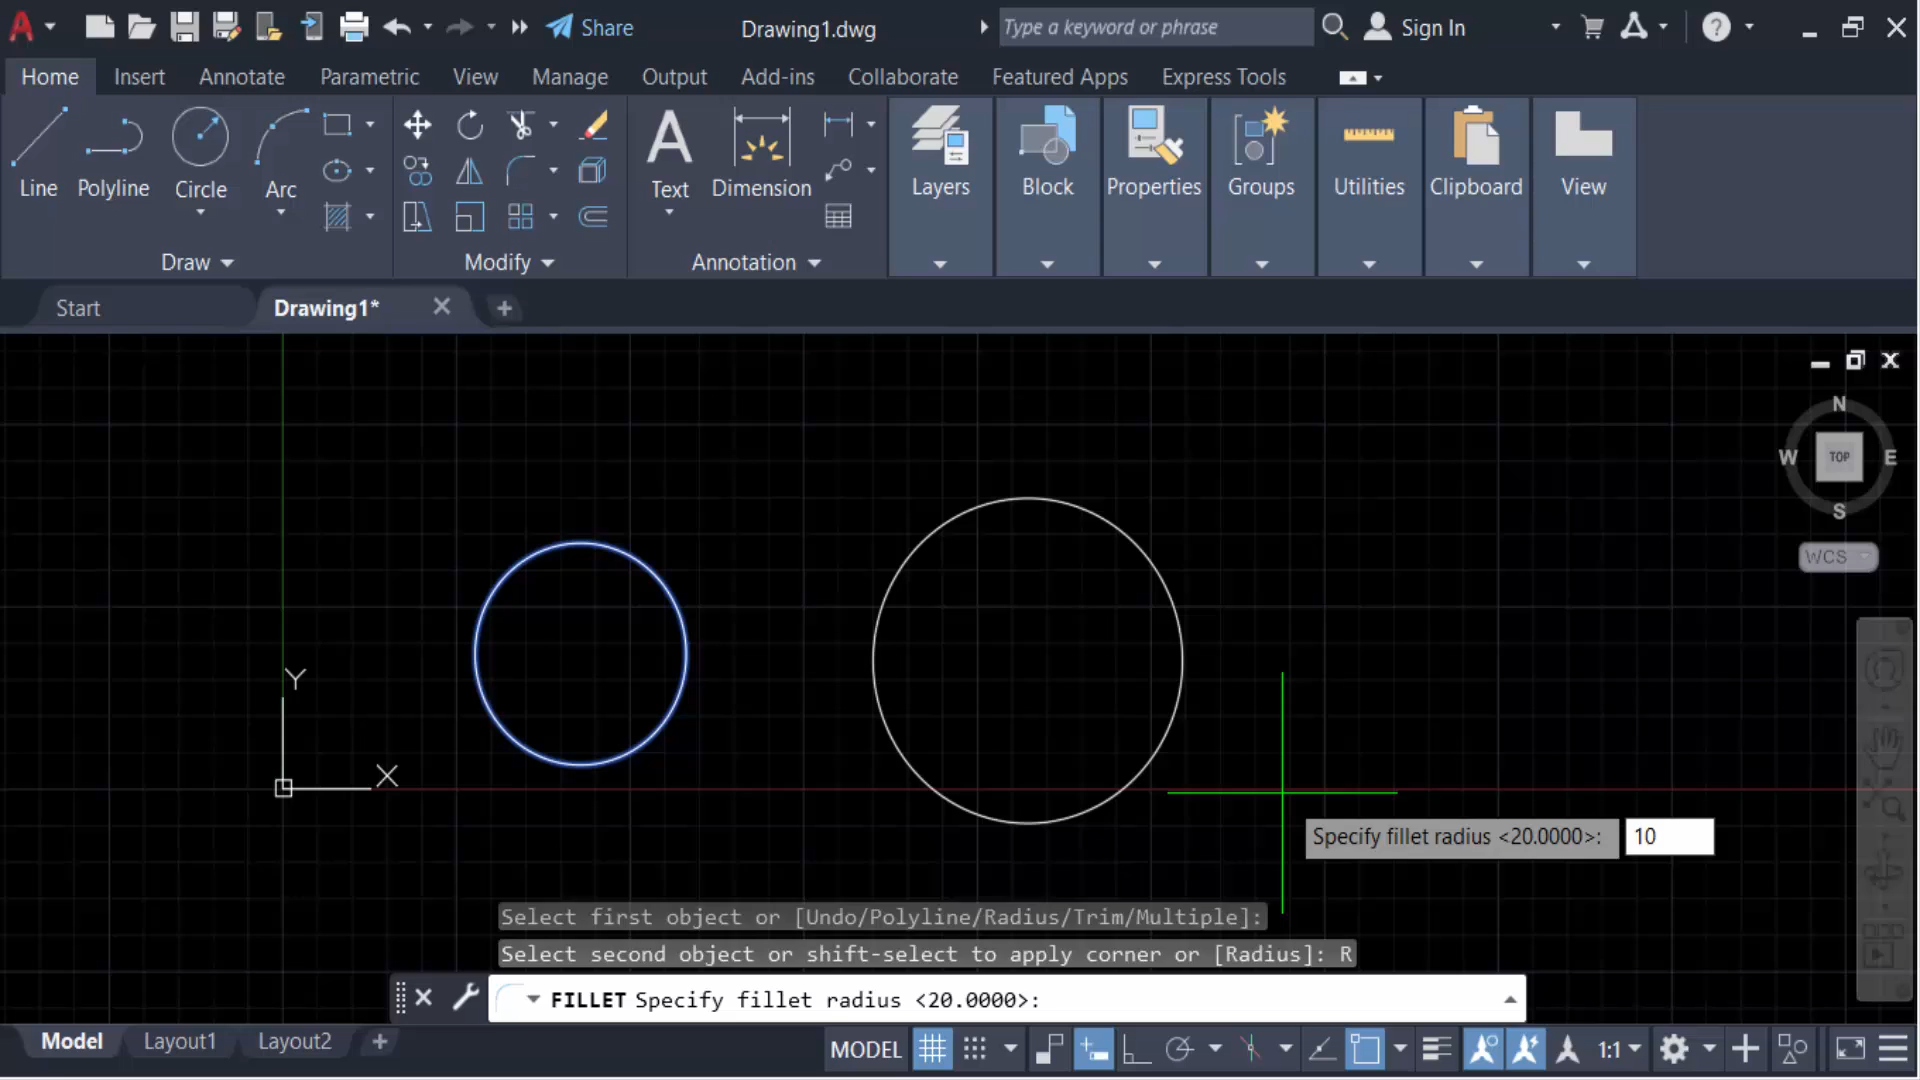 Share
Drawing1.dwg
Type a keyword or phrase
Sign In
Home
Insert
Annotate
Parametric
View
Manage
Output
Add-ins
Collaborate
Featured Apps
Express Tools
Line
Polyline
Circle
Arc
Text
Dimension
Layers
Block
Properties
Groups
Utilities
Clipboard
View
Draw
Modify
Annotation
Start
Drawing1*
N
W
TOP
E
S
WCS
Y
X
Specify fillet radius <20.0000>: 10
Select first object or [Undo/Polyline/Radius/Trim/Multiple]:
Select second object or shift-select to apply corner or [Radius]: R
FILLET Specify fillet radius <20.0000>:
Model
Layout1
Layout2
MODEL
1:1